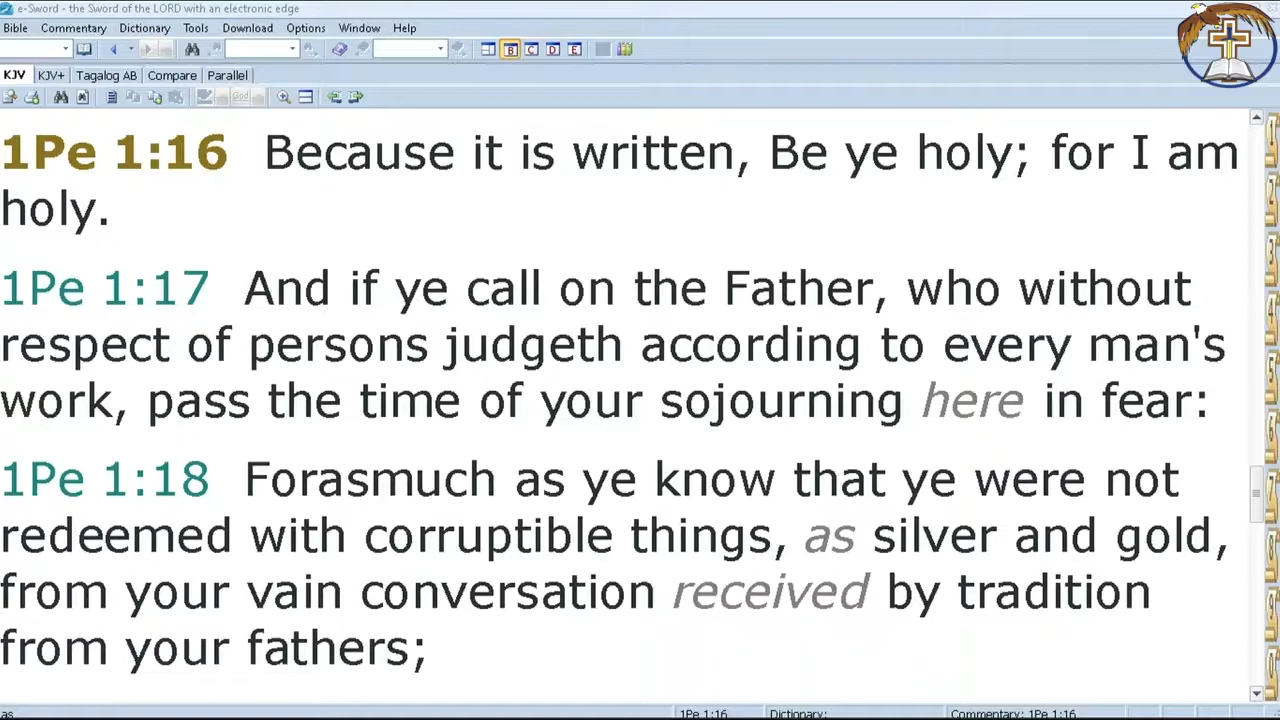 e-Sword - the Sword of the LORD with an electronic edge
Bible Commentary Dictionary Tools Download Options Window Help
B C D E
KJV KJV+ Tagalog AB Compare Parallel
God
1Pe 1:16 Because it is written, Be ye holy; for I am
holy.
1Pe 1:17 And if ye call on the Father, who without
respect of persons judgeth according to every man's
work, pass the time of your sojourning here in fear:
1Pe 1:18 Forasmuch as ye know that ye were not
redeemed with corruptible things, as silver and gold,
from your vain conversation received by tradition
from your fathers;
as 1Pe 1:16 Dictionary: Commentary: 1Pe 1:16